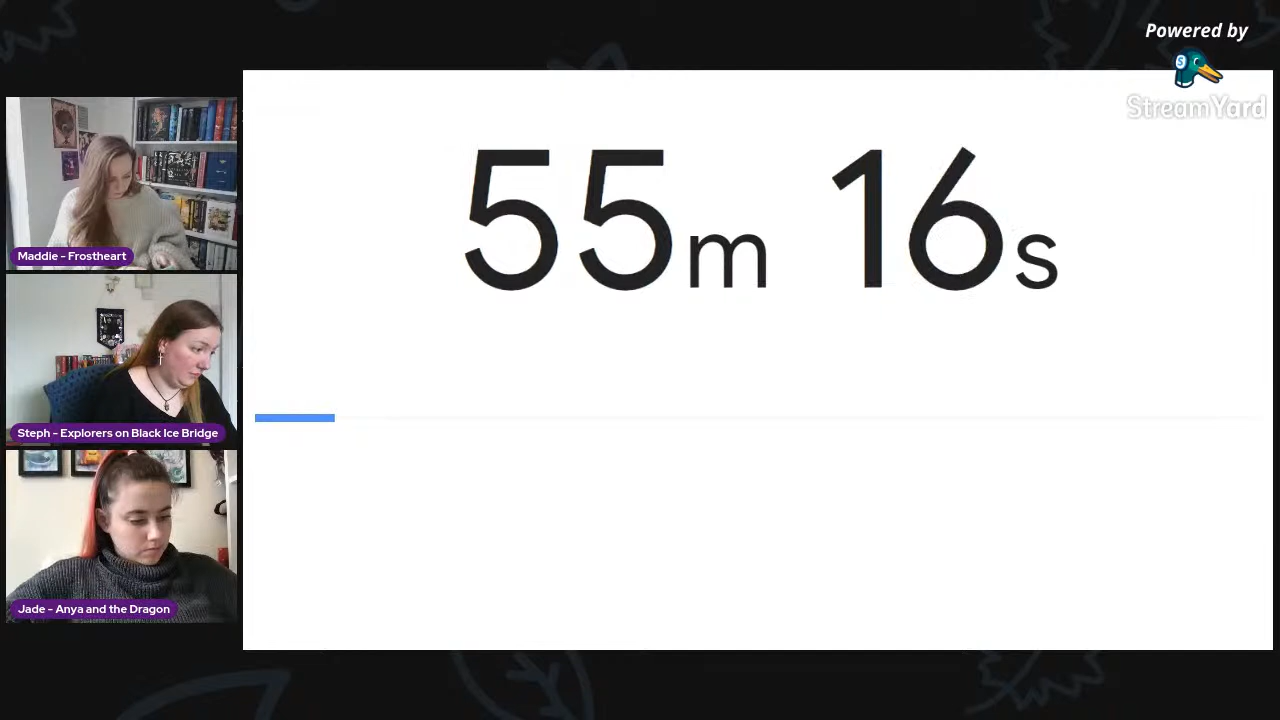 Powered by
StreamYard
55m 16s
Maddie - Frostheart
Steph - Explorers on Black Ice Bridge
Jade - Anya and the Dragon